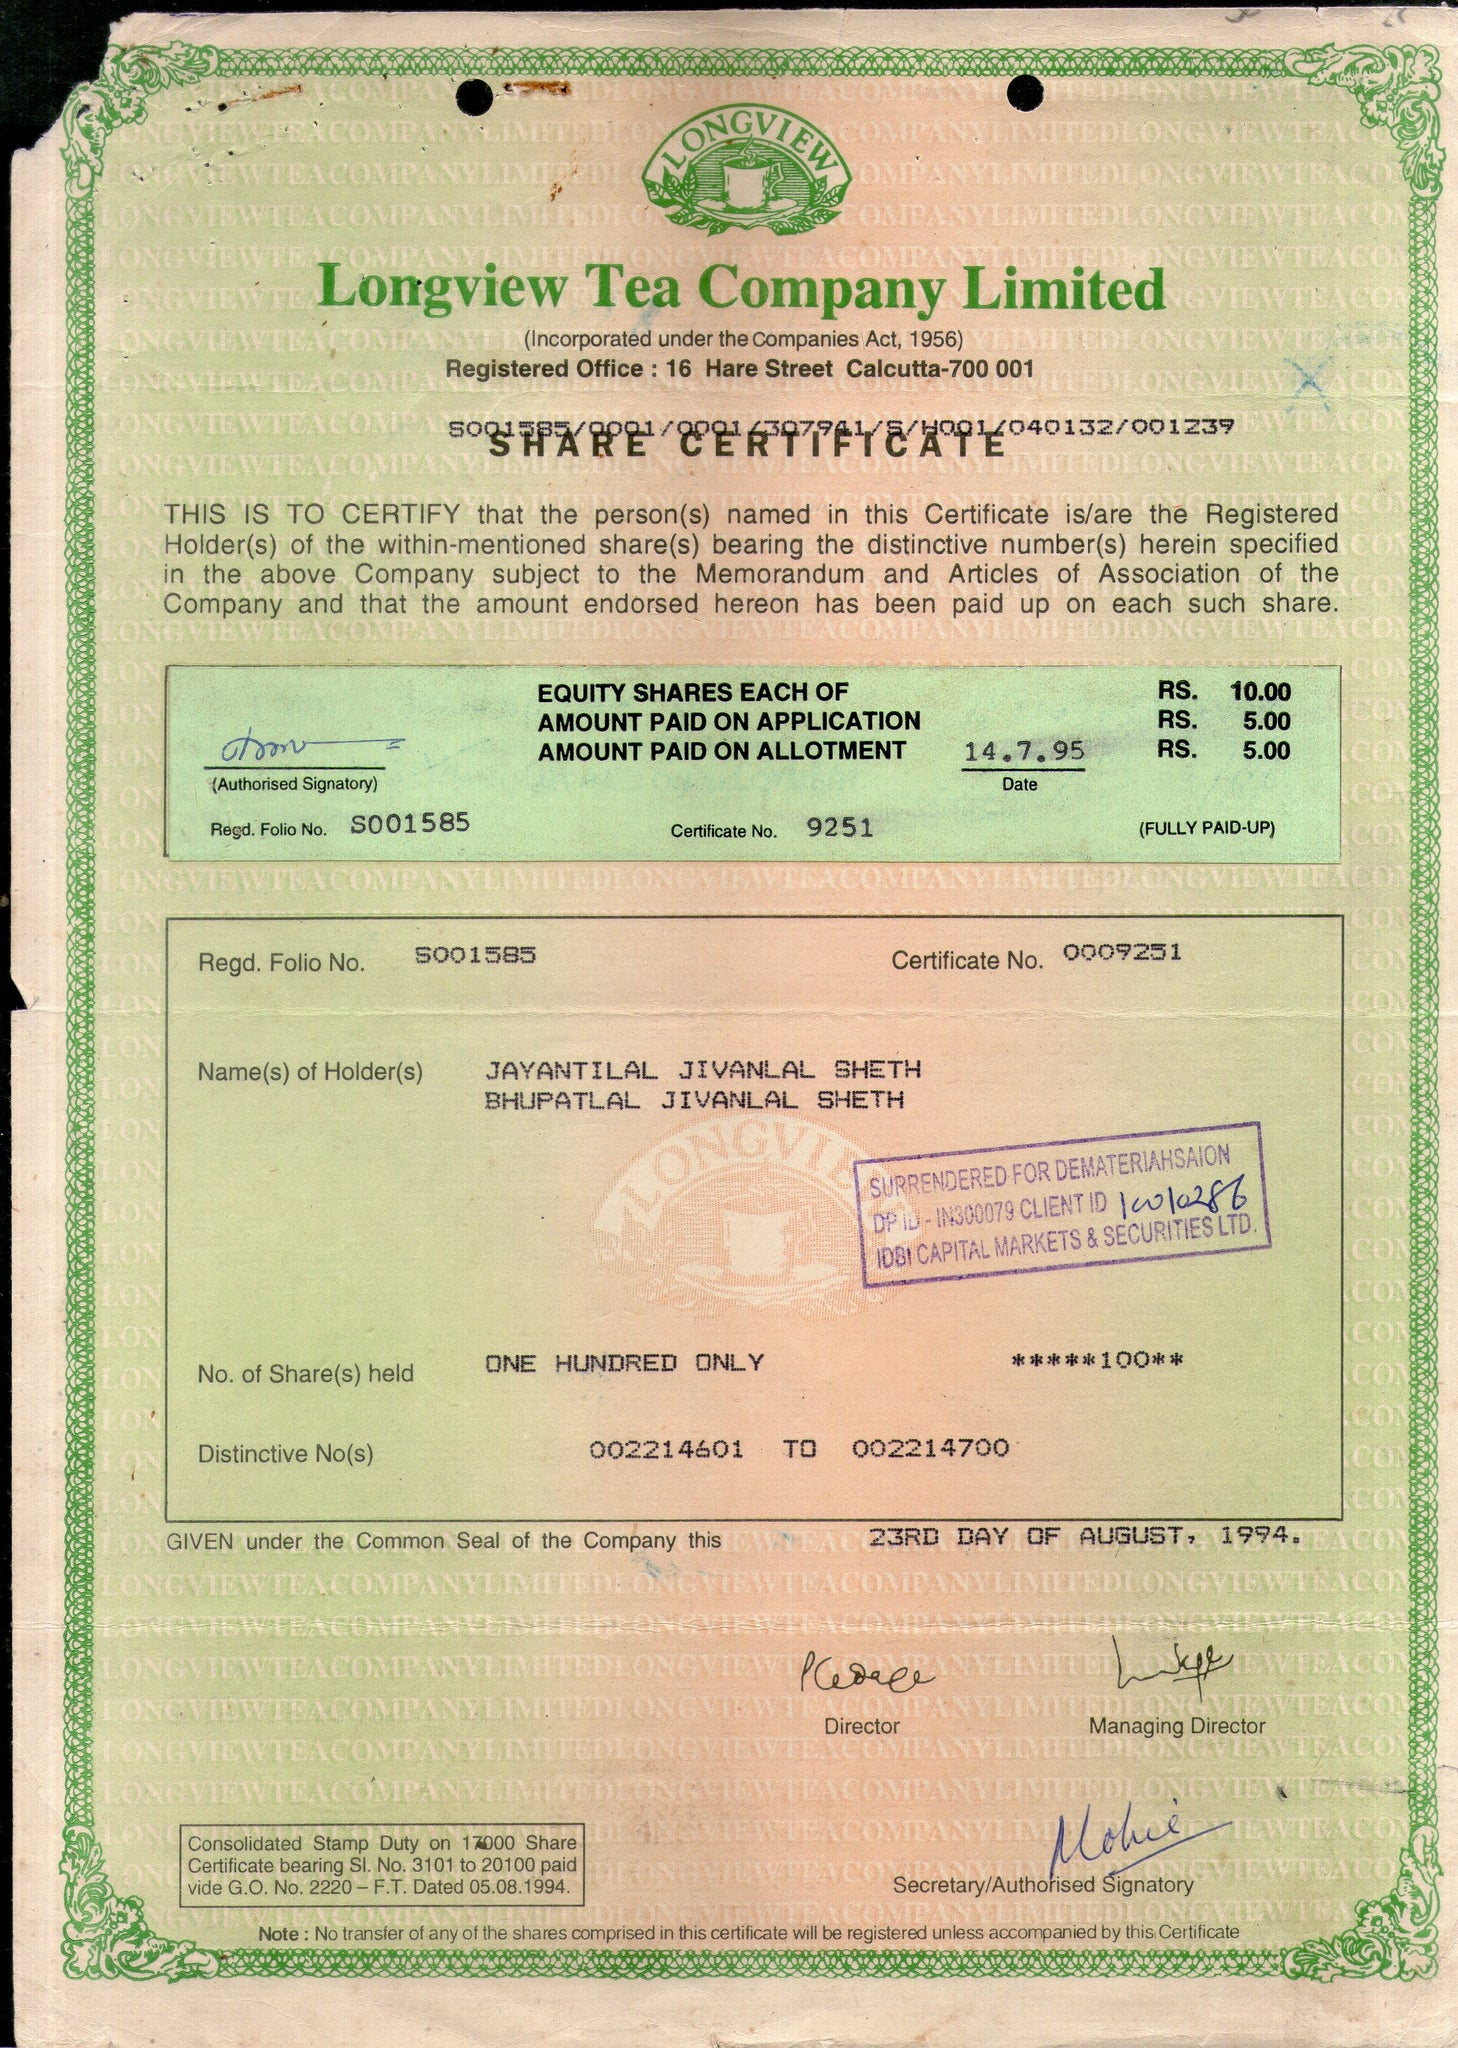 LONGVIEW
Longview Tea Company Limited
(Incorporated under the Companies Act, 1956)
Registered Office : 16 Hare Street Calcutta-700 001
S001585/0001/0001/307941/S/H001/040132/001239
SHARE CERTIFICATE
THIS IS TO CERTIFY that the person(s) named in this Certificate is/are the Registered
Holder(s) of the within-mentioned share(s) bearing the distinctive number(s) herein specified
in the above Company subject to the Memorandum and Articles of Association of the
Company and that the amount endorsed hereon has been paid up on each such share.
EQUITY SHARES EACH OF RS. 10.00
AMOUNT PAID ON APPLICATION RS. 5.00
AMOUNT PAID ON ALLOTMENT 14.7.95 RS. 5.00
(Authorised Signatory) Date
Regd. Folio No. S001585 Certificate No. 9251 (FULLY PAID-UP)
Regd. Folio No. S001585 Certificate No. 0009251
Name(s) of Holder(s) JAYANTILAL JIVANLAL SHETH
BHUPATLAL JIVANLAL SHETH
LONGVIEW
SURRENDERED FOR DEMATERIAHSAION
DP ID - IN300079 CLIENT ID
IDBI CAPITAL MARKETS & SECURITIES LTD.
No. of Share(s) held ONE HUNDRED ONLY *****100**
Distinctive No(s) 002214601 TO 002214700
GIVEN under the Common Seal of the Company this 23RD DAY OF AUGUST, 1994.
Director Managing Director
Consolidated Stamp Duty on 17000 Share
Certificate bearing Sl. No. 3101 to 20100 paid
vide G.O. No. 2220 – F.T. Dated 05.08.1994.
Secretary/Authorised Signatory
Note : No transfer of any of the shares comprised in this certificate will be registered unless accompanied by this Certificate